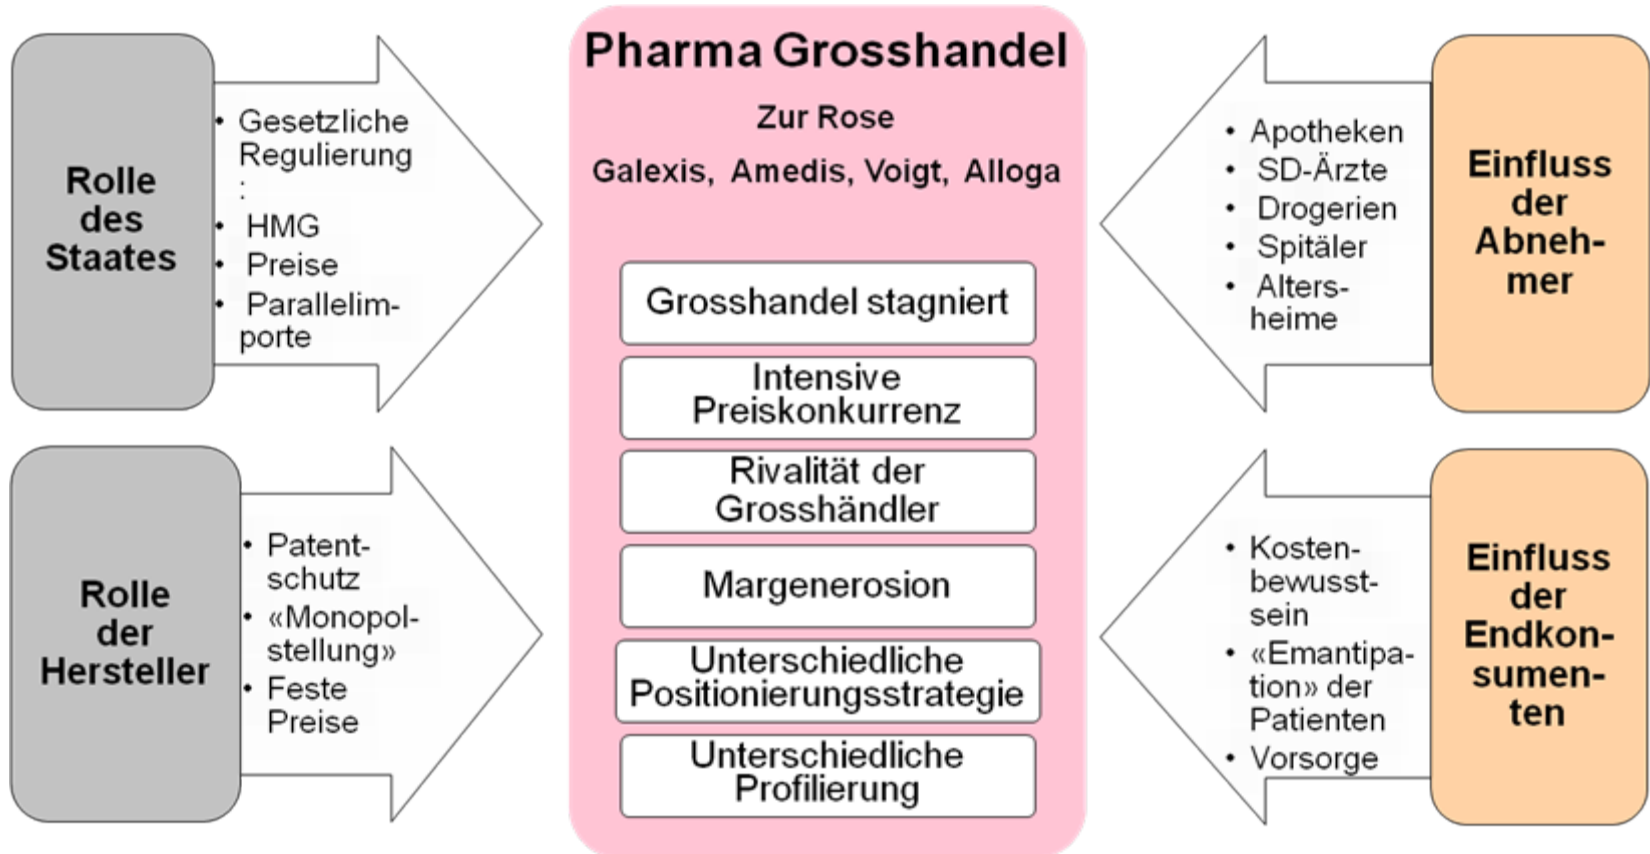 Pharma Grosshandel
Zur Rose
Galexis, Amedis, Voigt, Alloga
Rolle
des
Staates
• Gesetzliche
Regulierung
:
• HMG
• Preise
• Parallelim-
porte
Rolle
der
Hersteller
• Patent-
schutz
• «Monopol-
stellung»
• Feste
Preise
Grosshandel stagniert
Intensive
Preiskonkurrenz
Rivalität der
Grosshändler
Margenerosion
Unterschiedliche
Positionierungsstrategie
Unterschiedliche
Profilierung
• Apotheken
• SD-Ärzte
• Drogerien
• Spitäler
• Alters-
heime
Einfluss
der
Abneh-
mer
• Kosten-
bewusst-
sein
• «Emantipa-
tion» der
Patienten
• Vorsorge
Einfluss
der
Endkon-
sumen-
ten